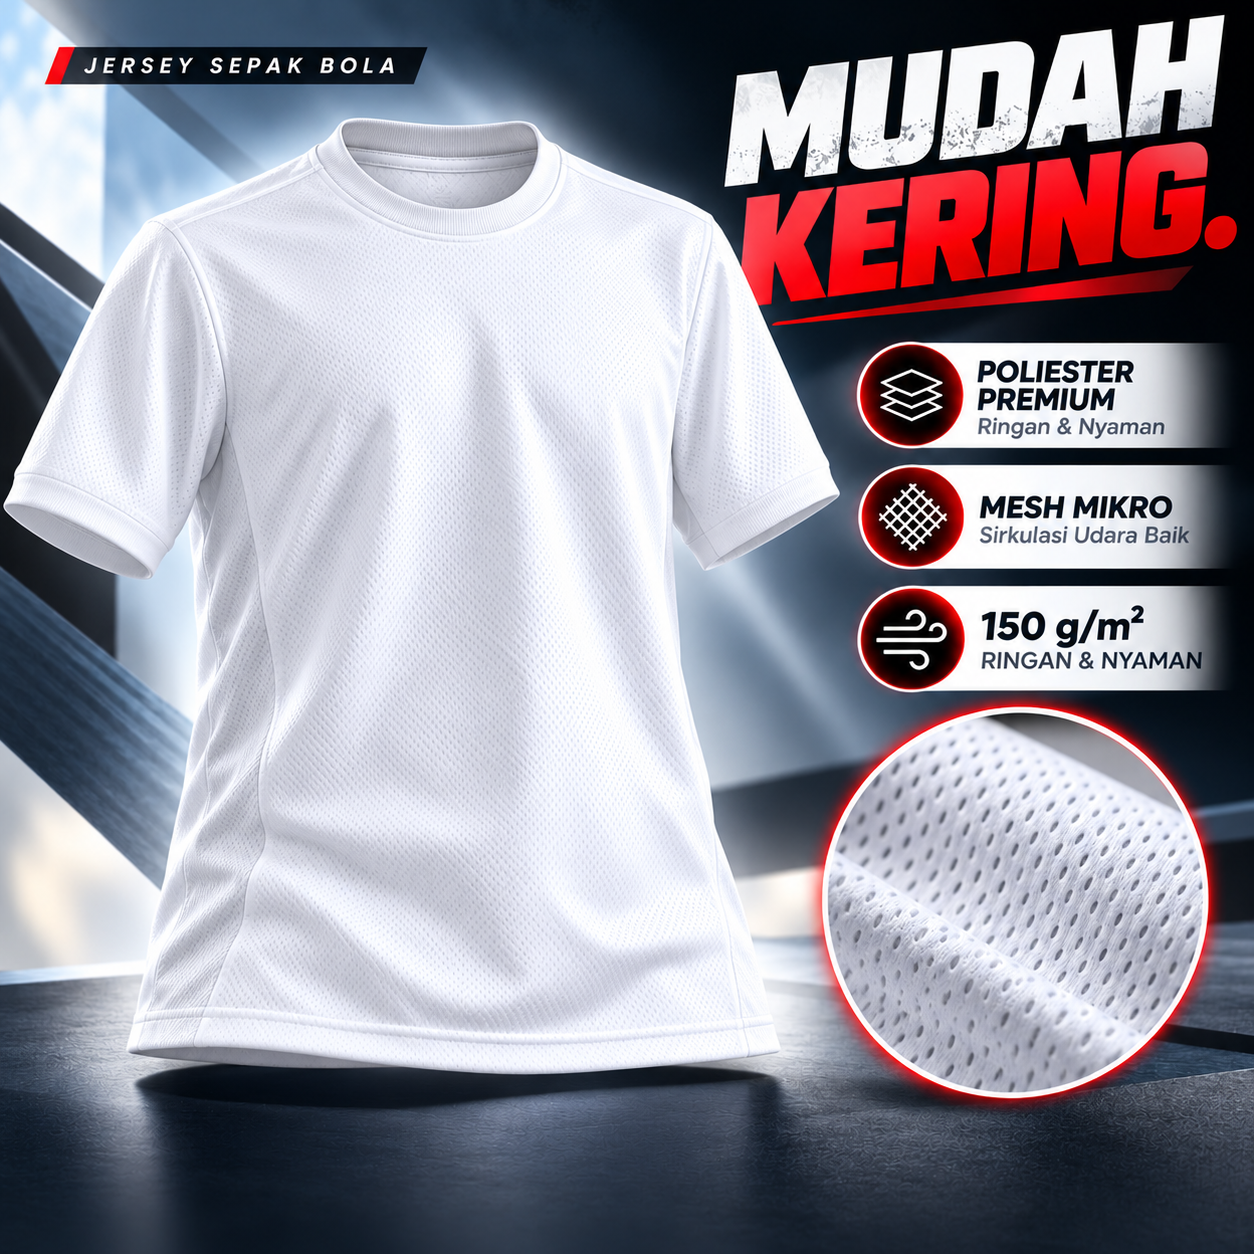 JERSEY SEPAK BOLA
MUDAH
KERING.
POLIESTER
PREMIUM
Ringan & Nyaman
MESH MIKRO
Sirkulasi Udara Baik
150 g/m²
RINGAN & NYAMAN